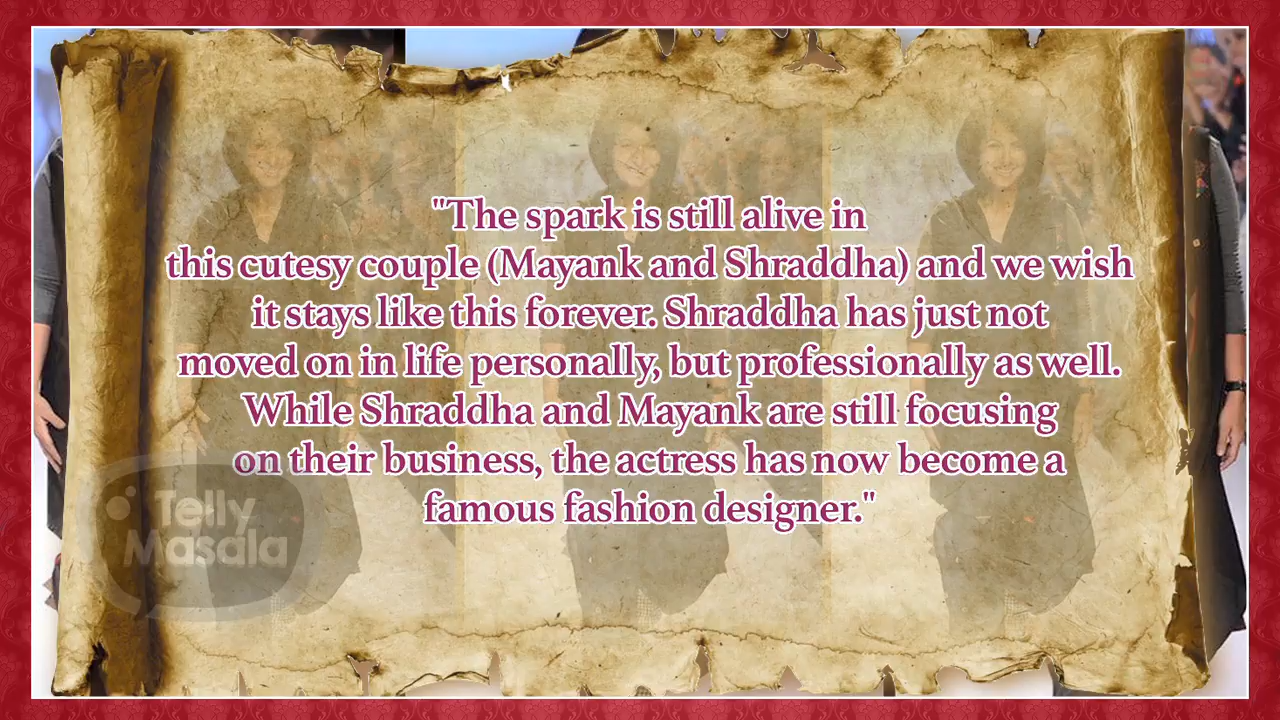 "The spark is still alive in
this cutesy couple (Mayank and Shraddha) and we wish
it stays like this forever. Shraddha has just not
moved on in life personally, but professionally as well.
While Shraddha and Mayank are still focusing
on their business, the actress has now become a
famous fashion designer."
Telly
Masala